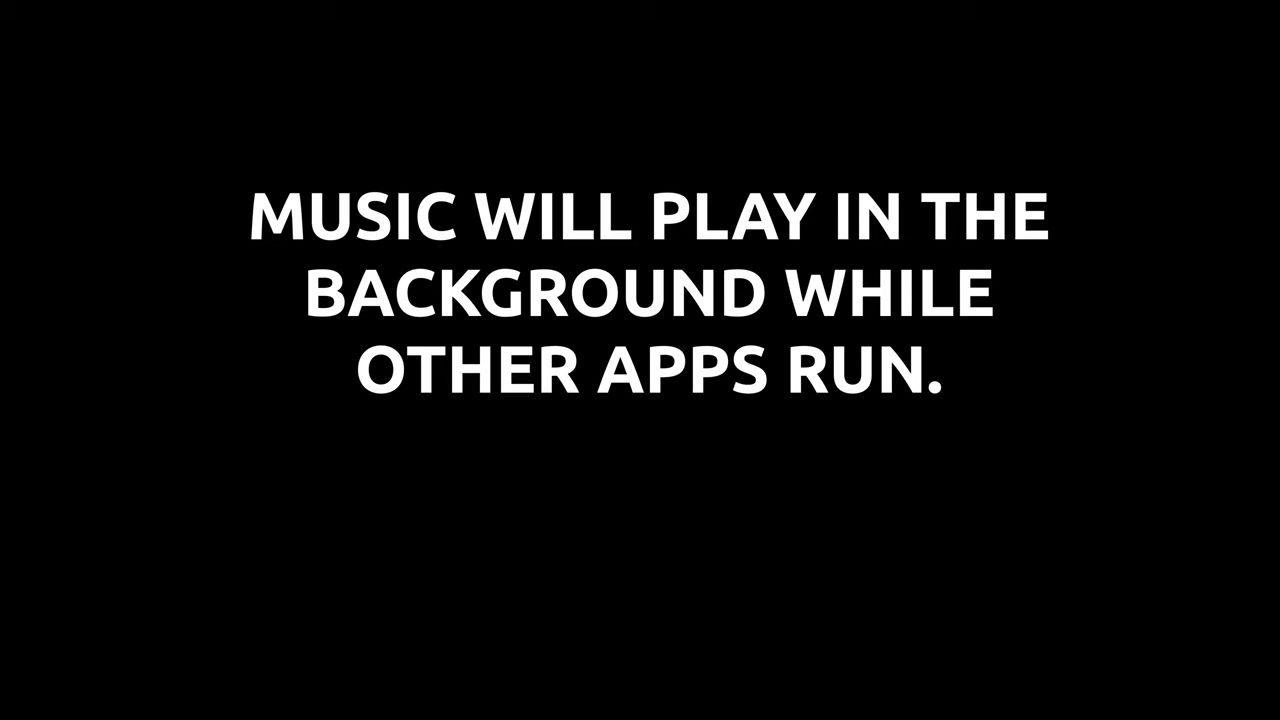 MUSIC WILL PLAY IN THE
BACKGROUND WHILE
OTHER APPS RUN.